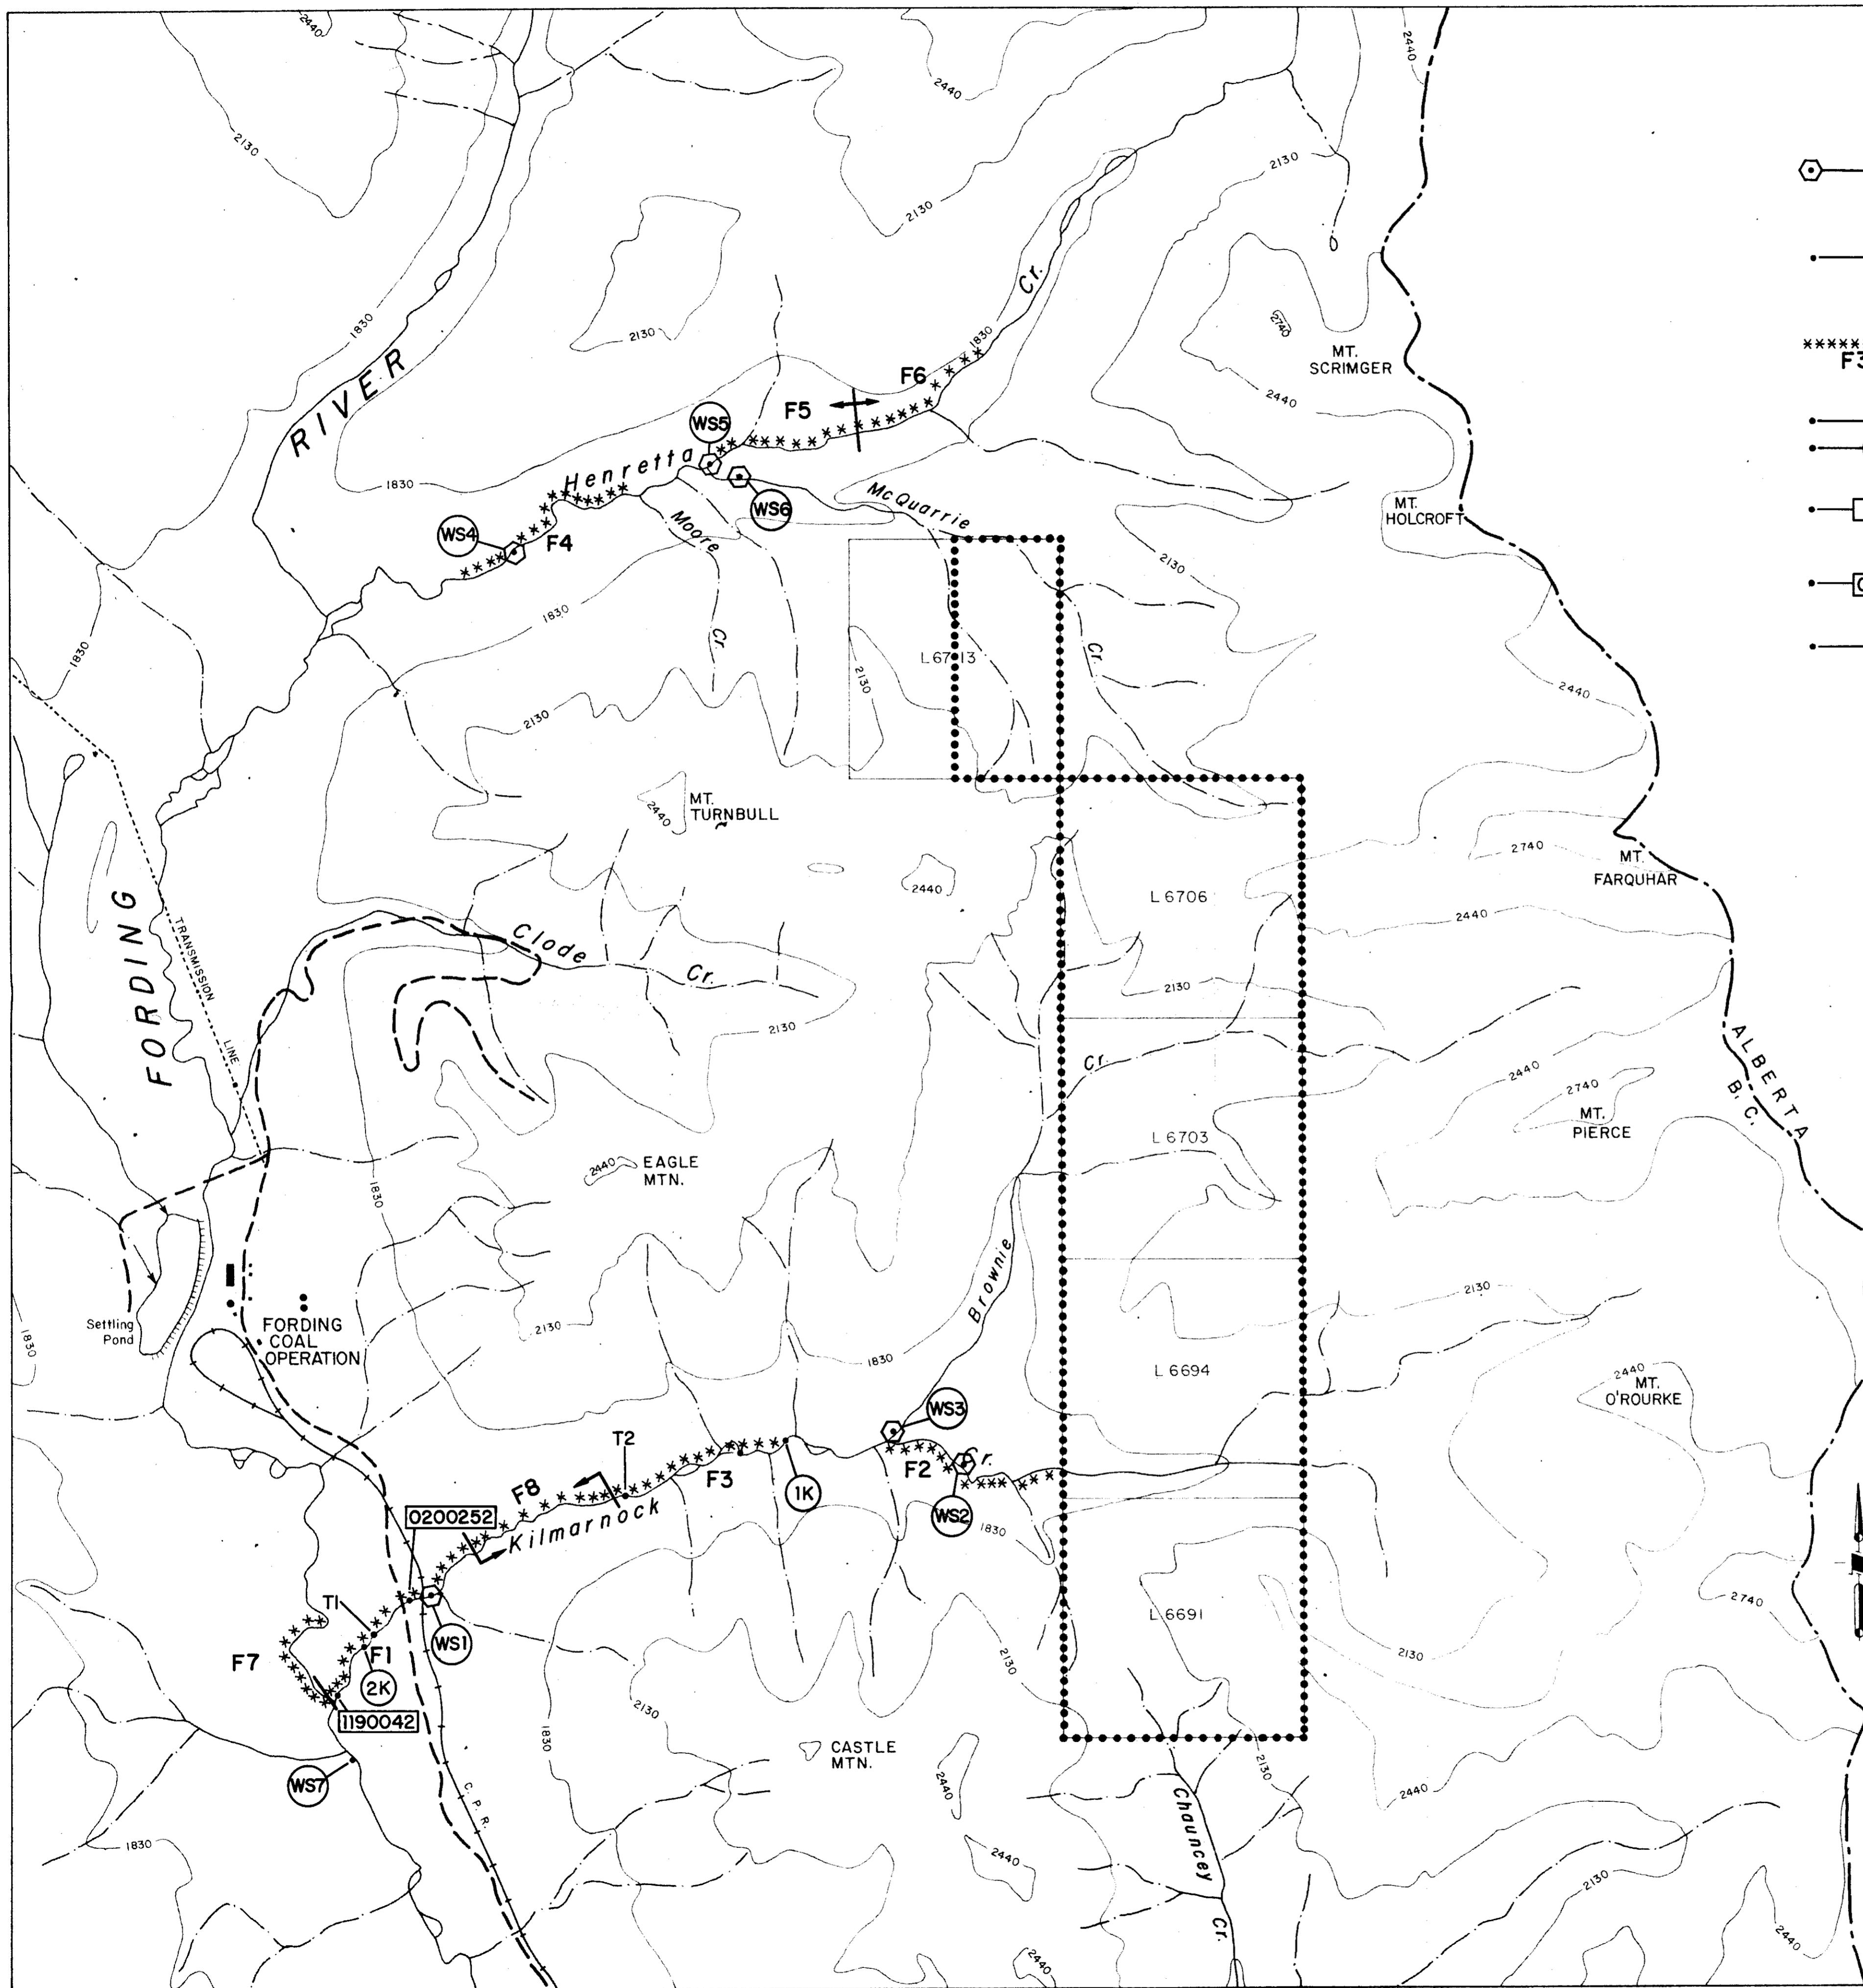 2440
2440
2440
2130
2130
2130
1830
RIVER
2130
Cr.
1830
2740
MT.
SCRIMGER
2440
F3
F6
F5
WS5
Henretta
1830
WS6
McQuarrie
MT.
HOLCROFT
WS4
F4
Moore
Cr.
2130
1830
1830
L 6713
2130
Cr.
2440
2130
MT.
TURNBULL
2440
2440
2740
MT.
FARQUHAR
L 6706
2440
FORDING
TRANSMISSION
LINE
Clode
Cr.
2130
2130
Cr.
2440
2740
MT.
PIERCE
ALBERTA
B. C.
L 6703
1830
2440
EAGLE
MTN.
Brownie
2130
Settling
Pond
FORDING
COAL
OPERATION
2130
1830
1830
L 6694
2440
MT.
O'ROURKE
WS3
T2
F3
F2
Cr.
F8
1K
WS2
1830
0200252
Kilmarnock
T1
WS1
F7
F1
2K
1190042
L 6691
2130
2740
2130
2130
1830
CASTLE
MTN.
2440
2130
2440
WS7
C. P. R.
1830
Chauncey
Cr.
2440
2130
2440
2440